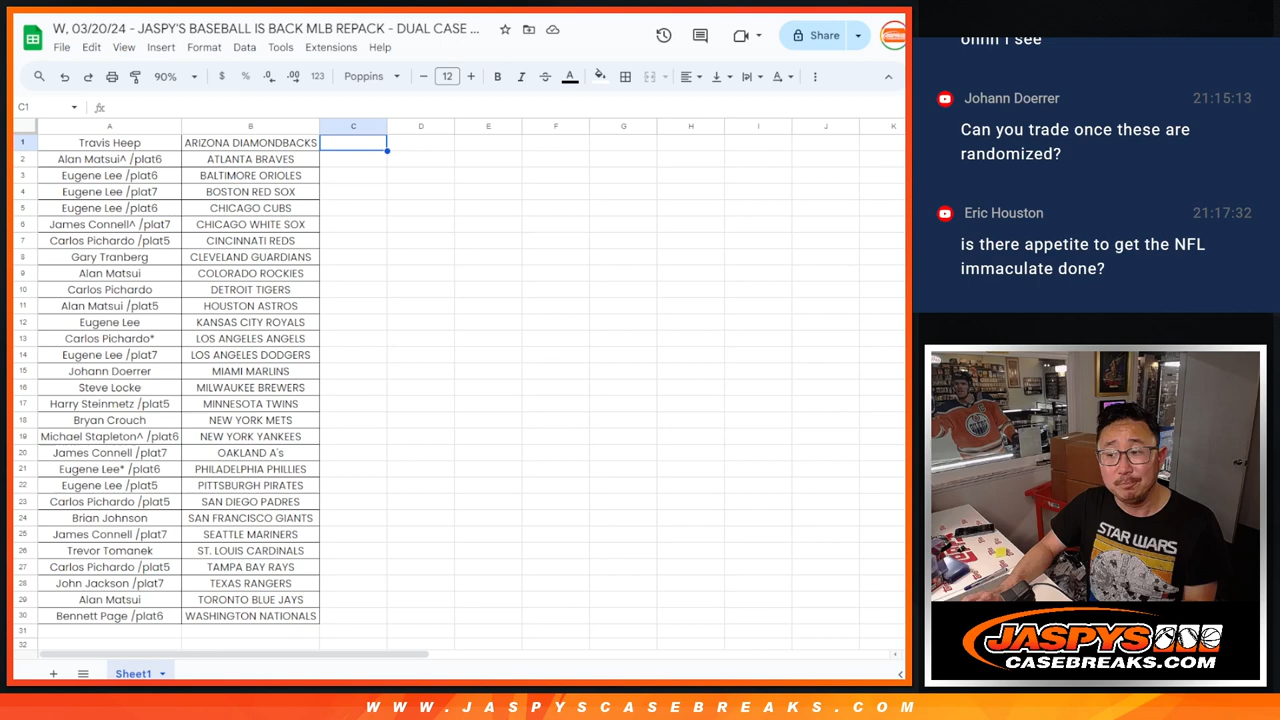 W, 03/20/24 - JASPY'S BASEBALL IS BACK MLB REPACK - DUAL CASE ...
File Edit View Insert Format Data Tools Extensions Help
Share
90% $ % .0 .00 123 Poppins 12 B I A
C1 fx
A B C D E F G H I J K
1 Travis Heep ARIZONA DIAMONDBACKS
2 Alan Matsui^ /plat6 ATLANTA BRAVES
3 Eugene Lee /plat6 BALTIMORE ORIOLES
4 Eugene Lee /plat7 BOSTON RED SOX
5 Eugene Lee /plat6 CHICAGO CUBS
6 James Connell^ /plat7 CHICAGO WHITE SOX
7 Carlos Pichardo /plat5 CINCINNATI REDS
8 Gary Tranberg CLEVELAND GUARDIANS
9 Alan Matsui COLORADO ROCKIES
10 Carlos Pichardo DETROIT TIGERS
11 Alan Matsui /plat5 HOUSTON ASTROS
12 Eugene Lee KANSAS CITY ROYALS
13 Carlos Pichardo* LOS ANGELES ANGELS
14 Eugene Lee /plat7 LOS ANGELES DODGERS
15 Johann Doerrer MIAMI MARLINS
16 Steve Locke MILWAUKEE BREWERS
17 Harry Steinmetz /plat5 MINNESOTA TWINS
18 Bryan Crouch NEW YORK METS
19 Michael Stapleton^ /plat6 NEW YORK YANKEES
20 James Connell /plat7 OAKLAND A's
21 Eugene Lee* /plat6 PHILADELPHIA PHILLIES
22 Eugene Lee /plat5 PITTSBURGH PIRATES
23 Carlos Pichardo /plat5 SAN DIEGO PADRES
24 Brian Johnson SAN FRANCISCO GIANTS
25 James Connell /plat7 SEATTLE MARINERS
26 Trevor Tomanek ST. LOUIS CARDINALS
27 Carlos Pichardo /plat5 TAMPA BAY RAYS
28 John Jackson /plat7 TEXAS RANGERS
29 Alan Matsui TORONTO BLUE JAYS
30 Bennett Page /plat6 WASHINGTON NATIONALS
31
32
Sheet1
ohhh I see
Johann Doerrer 21:15:13
Can you trade once these are
randomized?
Eric Houston 21:17:32
is there appetite to get the NFL
immaculate done?
STAR WARS
JASPYS
CASEBREAKS.COM
WWW.JASPYSCASEBREAKS.COM